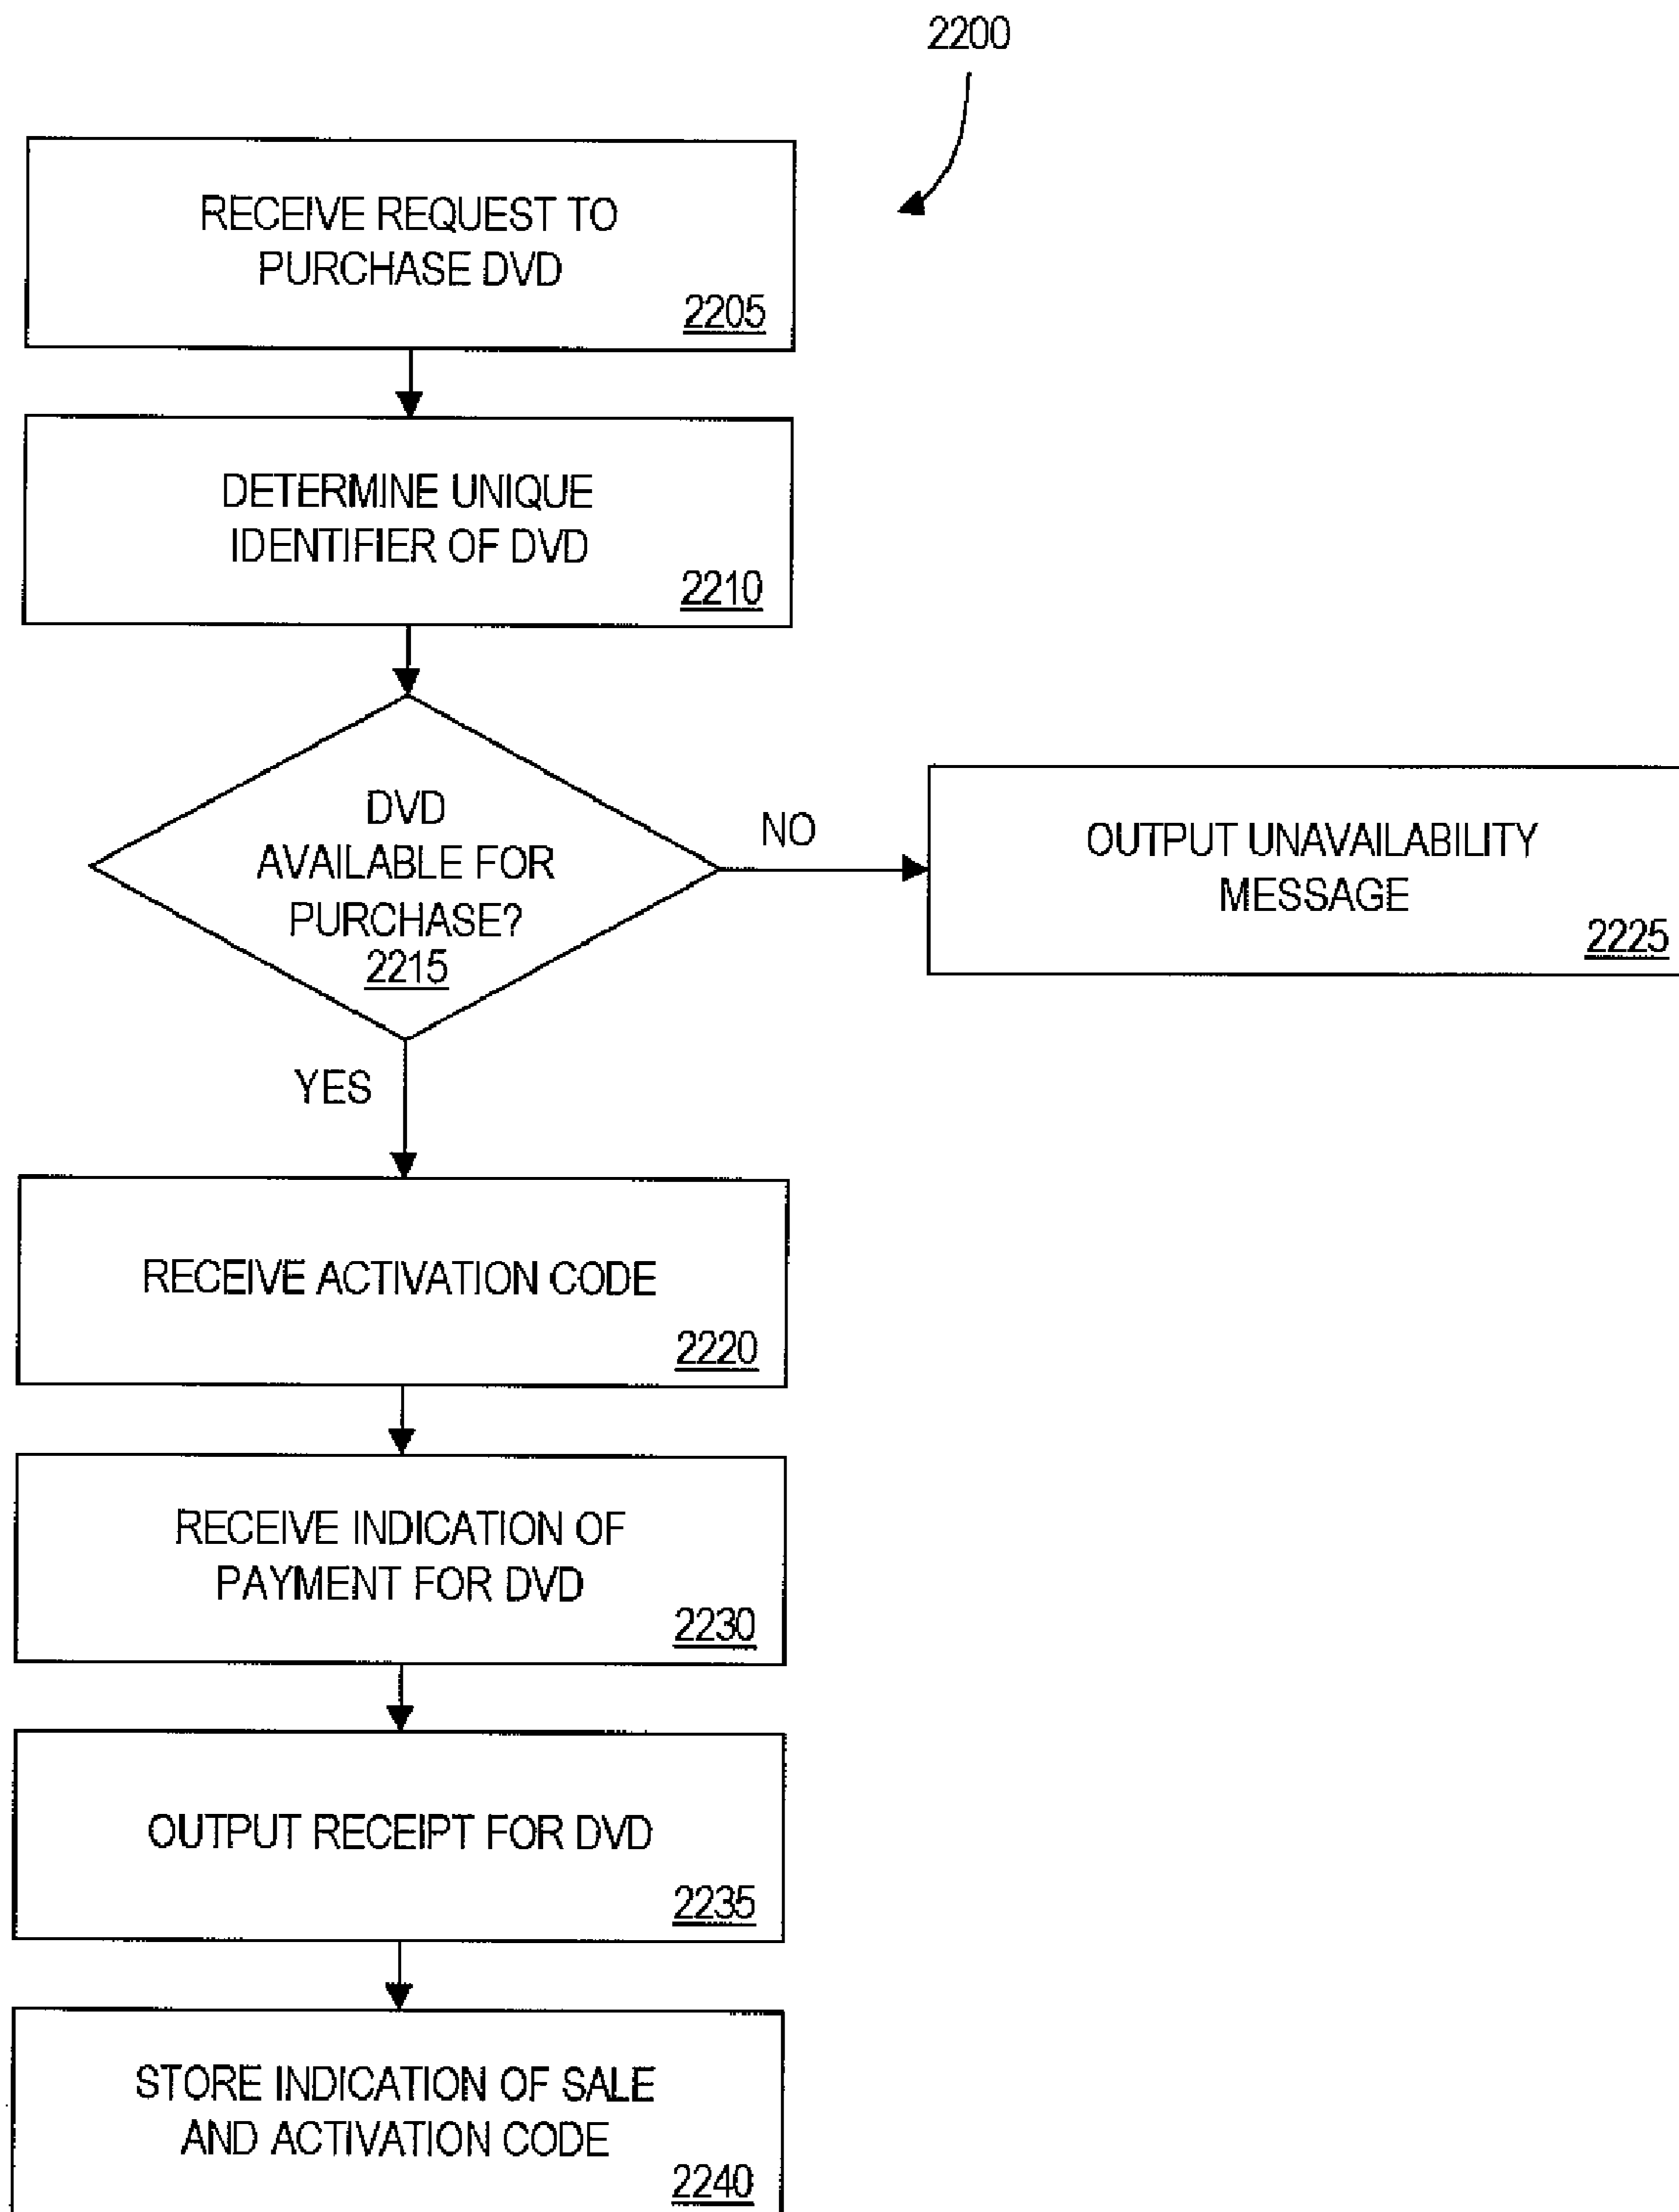 2200
RECEIVE REQUEST TO
PURCHASE DVD
2205
DETERMINE UNIQUE
IDENTIFIER OF DVD
2210
DVD
AVAILABLE FOR
PURCHASE?
2215
NO
OUTPUT UNAVAILABILITY
MESSAGE
2225
YES
RECEIVE ACTIVATION CODE
2220
RECEIVE INDICATION OF
PAYMENT FOR DVD
2230
OUTPUT RECEIPT FOR DVD
2235
STORE INDICATION OF SALE
AND ACTIVATION CODE
2240